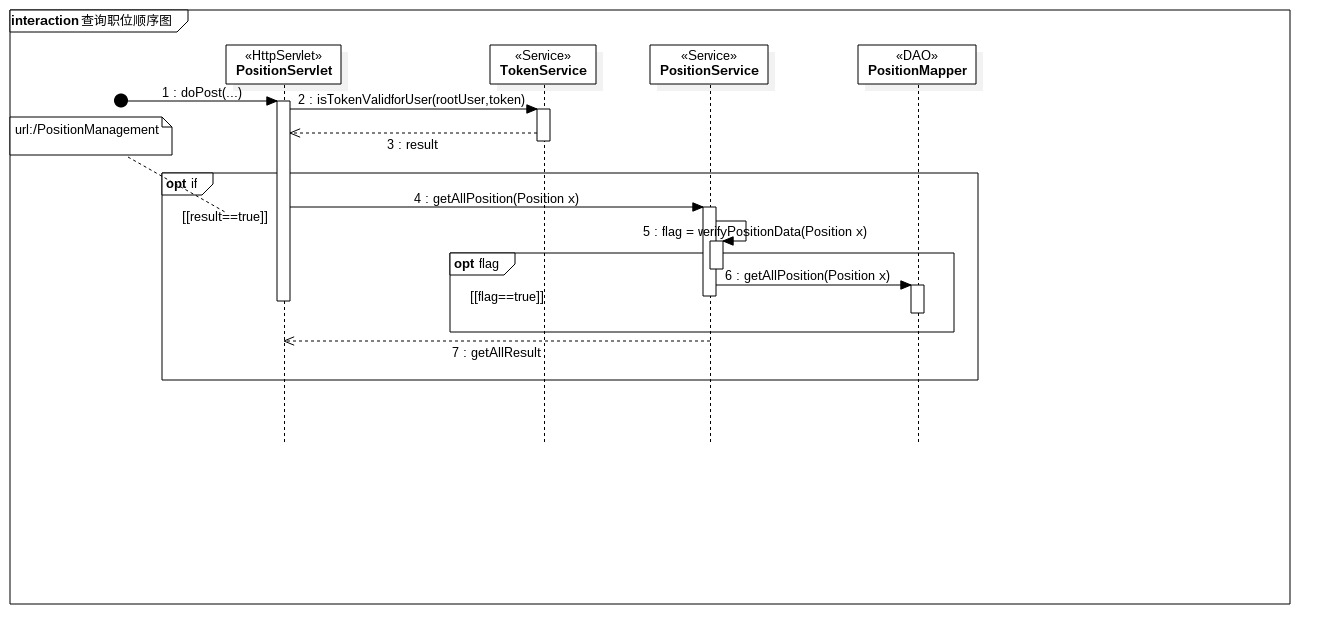 interaction 查询职位顺序图
«HttpServlet»
PositionServlet
«Service»
TokenService
«Service»
PositionService
«DAO»
PositionMapper
1 : doPost(...)
2 : isTokenValidforUser(rootUser,token)
url:/PositionManagement
3 : result
opt if
4 : getAllPosition(Position x)
[[result==true]]
5 : flag = verifyPositionData(Position x)
opt flag
6 : getAllPosition(Position x)
[[flag==true]]
7 : getAllResult